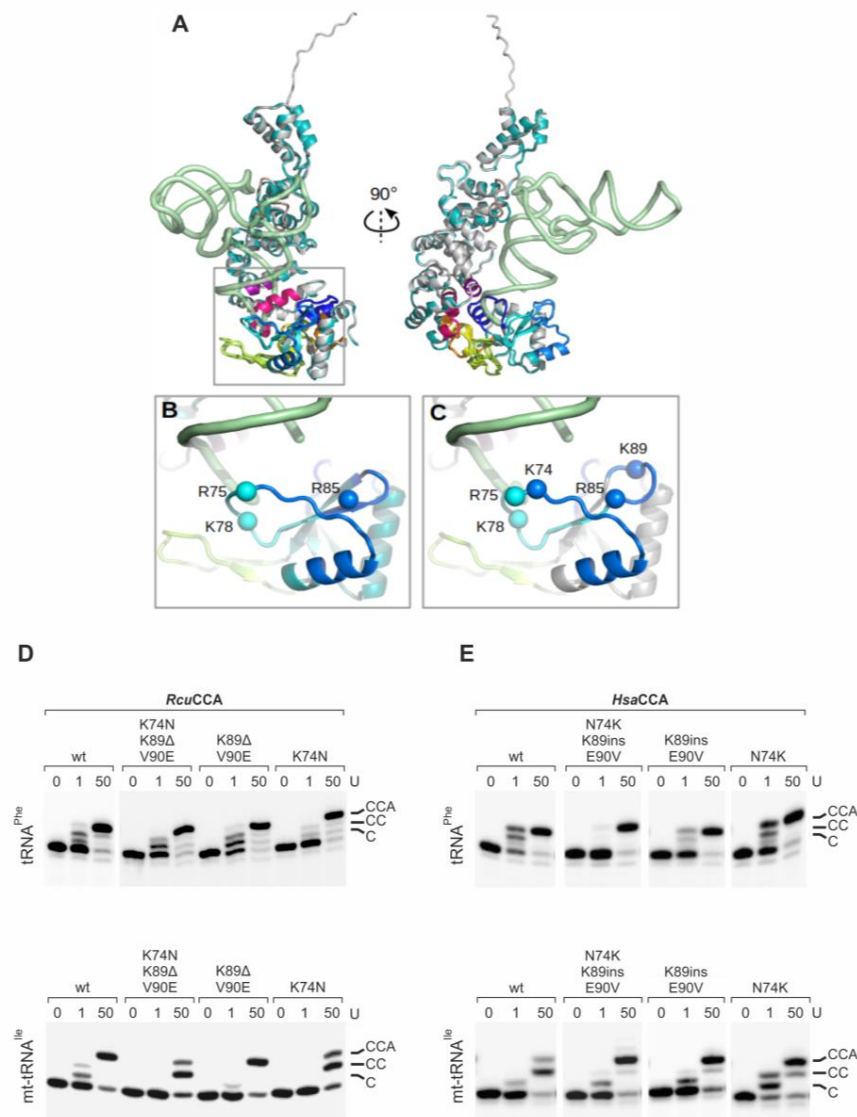 A
90°
B
R75
K78
R85
C
K89
R75
K74
K78
R85
D
RcuCCA
wt
K74N
K89Δ
V90E
K89Δ
V90E
K74N
0 1 50 0 1 50 0 1 50 0 1 50 U
tRNAPhe
CCA
CC
C
K74N
K89Δ
V90E
K89Δ
V90E
wt
K74N
0 1 50 0 1 50 0 1 50 0 1 50 U
mt-tRNAIle
CCA
CC
C
E
HsaCCA
wt
N74K
K89ins
E90V
K89ins
E90V
N74K
0 1 50 0 1 50 0 1 50 0 1 50 U
tRNAPhe
CCA
CC
C
wt
N74K
K89ins
E90V
K89ins
E90V
N74K
0 1 50 0 1 50 0 1 50 0 1 50 U
mt-tRNAIle
CCA
CC
C